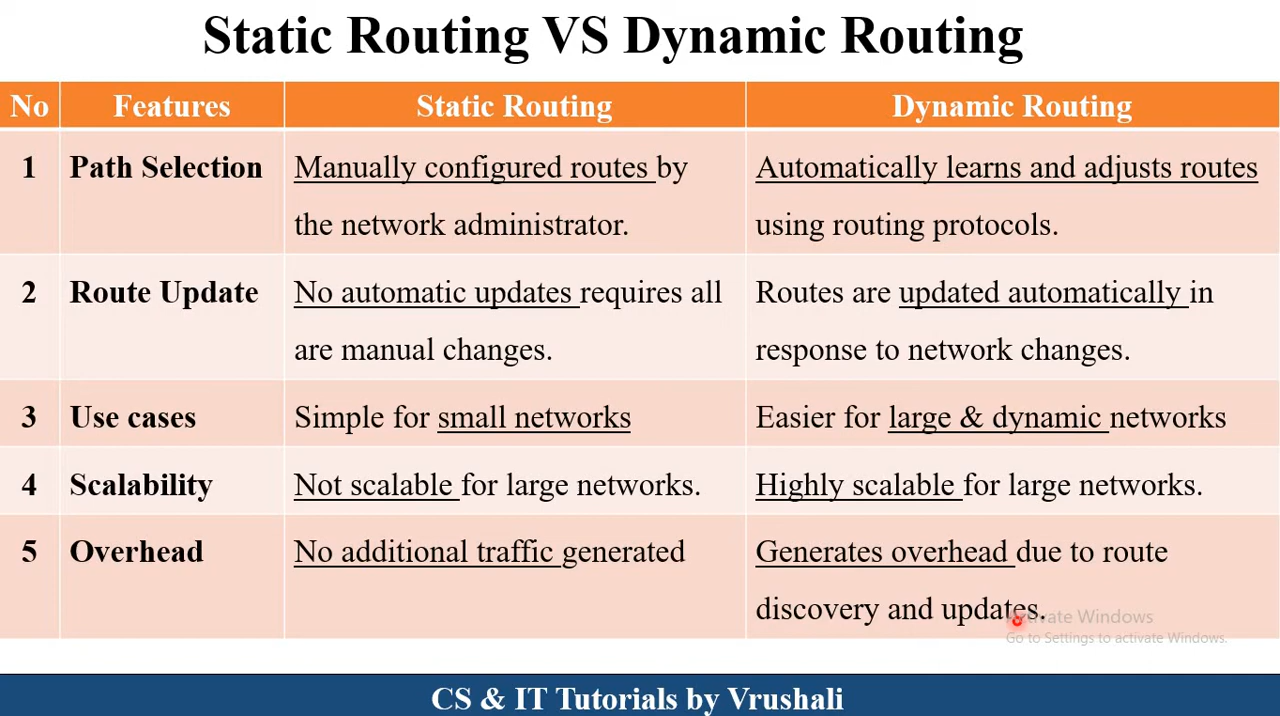 Static Routing VS Dynamic Routing
No Features Static Routing Dynamic Routing
1 Path Selection Manually configured routes by Automatically learns and adjusts routes
the network administrator. using routing protocols.
2 Route Update No automatic updates requires all Routes are updated automatically in
are manual changes. response to network changes.
3 Use cases Simple for small networks Easier for large & dynamic networks
4 Scalability Not scalable for large networks. Highly scalable for large networks.
5 Overhead No additional traffic generated Generates overhead due to route
discovery and updates.
Activate Windows
Go to Settings to activate Windows.
CS & IT Tutorials by Vrushali